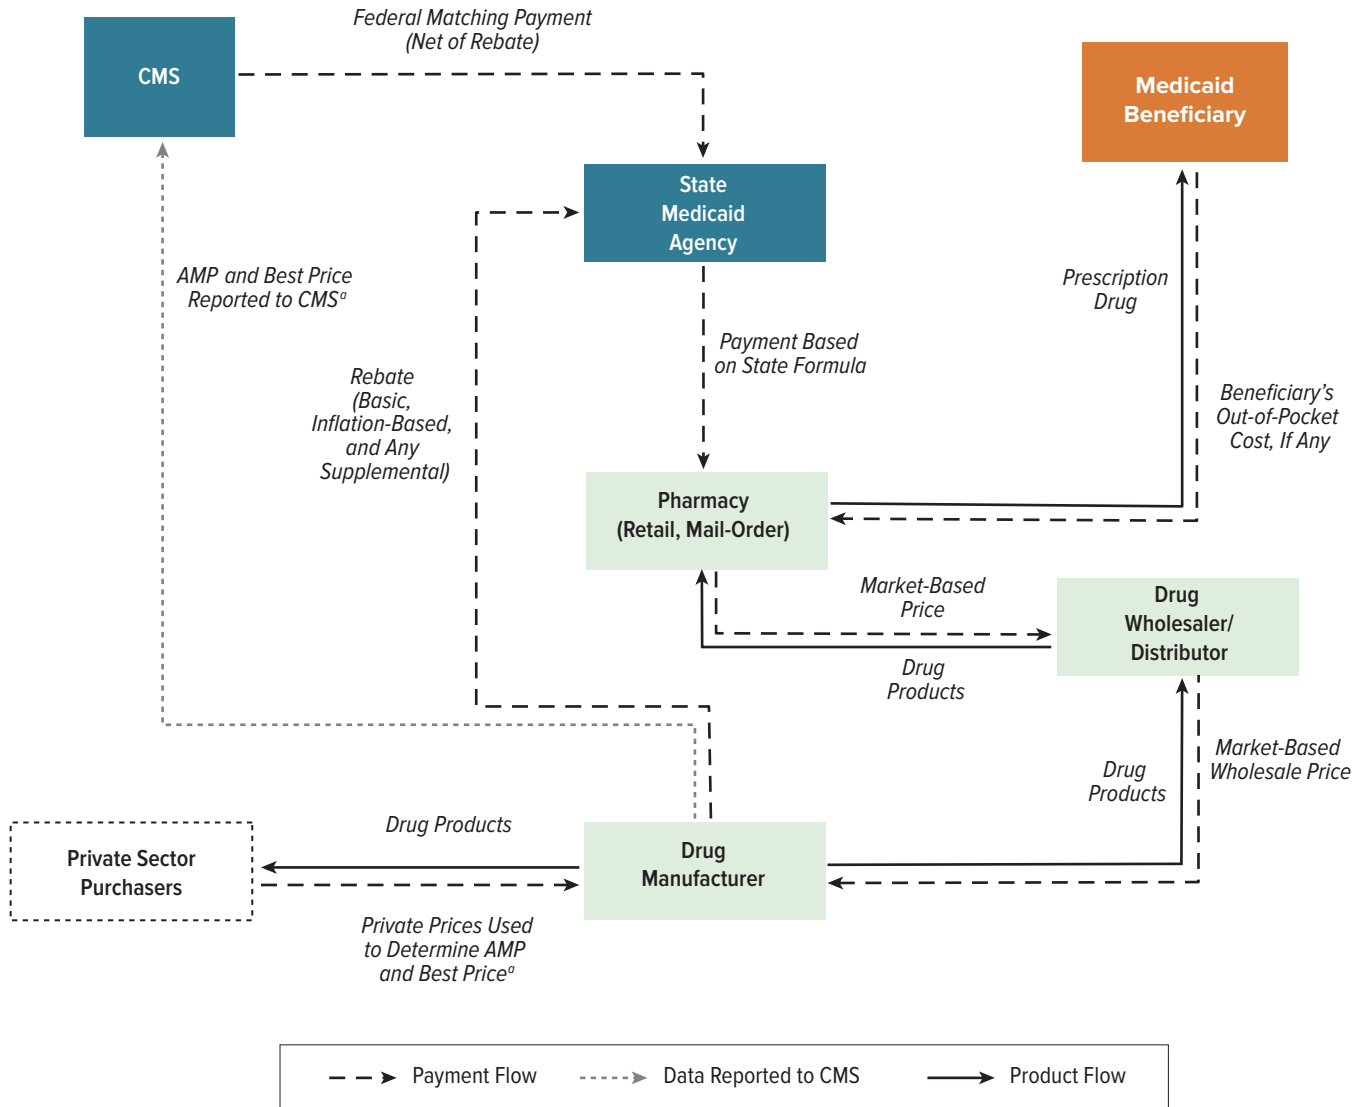 Federal Matching Payment
(Net of Rebate)
CMS
Medicaid
Beneficiary
State
Medicaid
Agency
AMP and Best Price
Reported to CMSᵃ
Prescription
Drug
Payment Based
on State Formula
Rebate
(Basic,
Inflation-Based,
and Any
Supplemental)
Beneficiary’s
Out-of-Pocket
Cost, If Any
Pharmacy
(Retail, Mail-Order)
Market-Based
Price
Drug
Wholesaler/
Distributor
Drug
Products
Market-Based
Wholesale Price
Drug
Products
Drug Products
Private Sector
Purchasers
Drug
Manufacturer
Private Prices Used
to Determine AMP
and Best Priceᵃ
Payment Flow
Data Reported to CMS
Product Flow